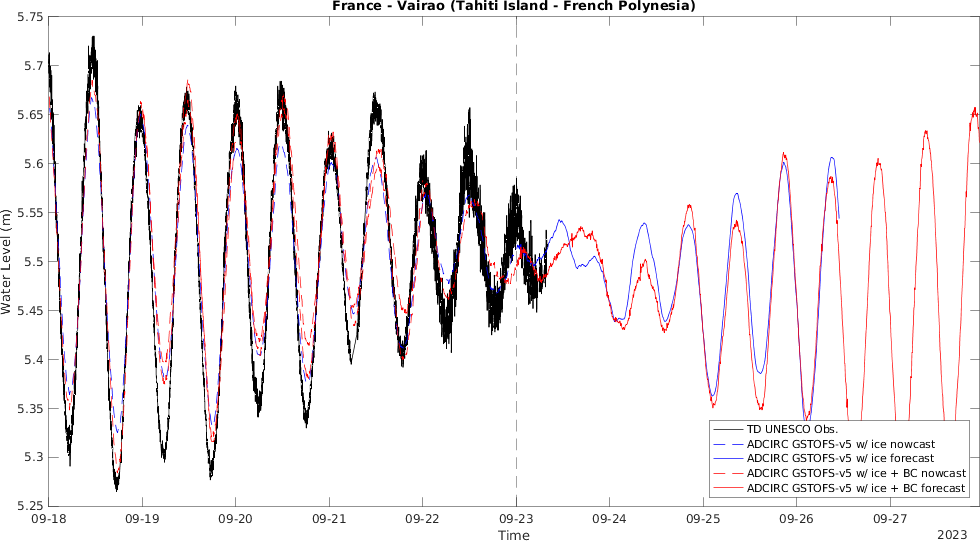 France - Vairao (Tahiti Island - French Polynesia)
5.75
5.7
5.65
5.6
5.55
5.5
5.45
5.4
5.35
5.3
5.25
Water Level (m)
TD UNESCO Obs.
ADCIRC GSTOFS-v5 w/ ice nowcast
ADCIRC GSTOFS-v5 w/ ice forecast
ADCIRC GSTOFS-v5 w/ ice + BC nowcast
ADCIRC GSTOFS-v5 w/ ice + BC forecast
09-18 09-19 09-20 09-21 09-22 09-23 09-24 09-25 09-26 09-27
Time
2023